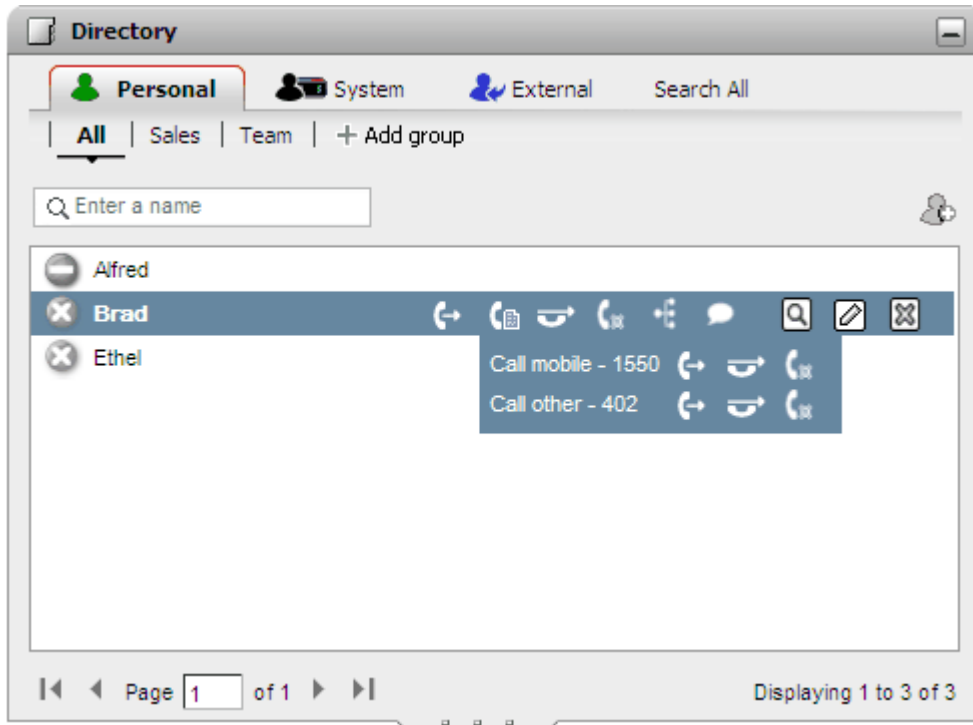 Directory
Personal System External Search All
All | Sales | Team | + Add group
Enter a name
Alfred
Brad
Call mobile - 1550
Call other - 402
Ethel
Page 1 of 1 Displaying 1 to 3 of 3